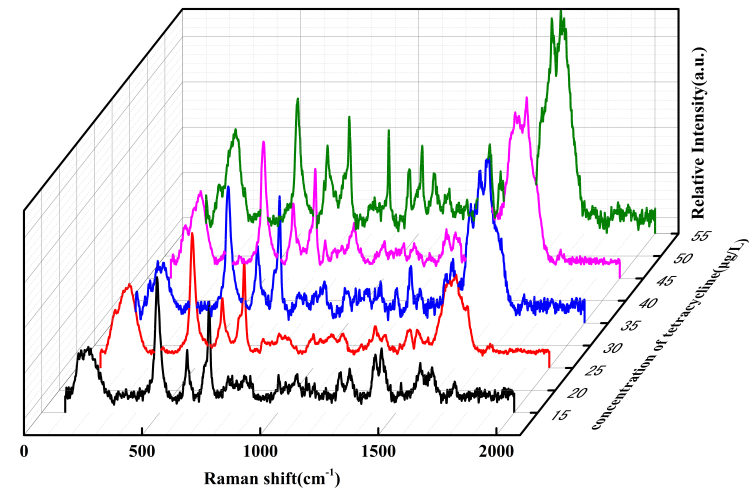 Relative Intensity(a.u.)
55
50
45
40
35
30
25
20
15
concentration of tetracycline(μg/L)
0 500 1000 1500 2000
Raman shift(cm⁻¹)